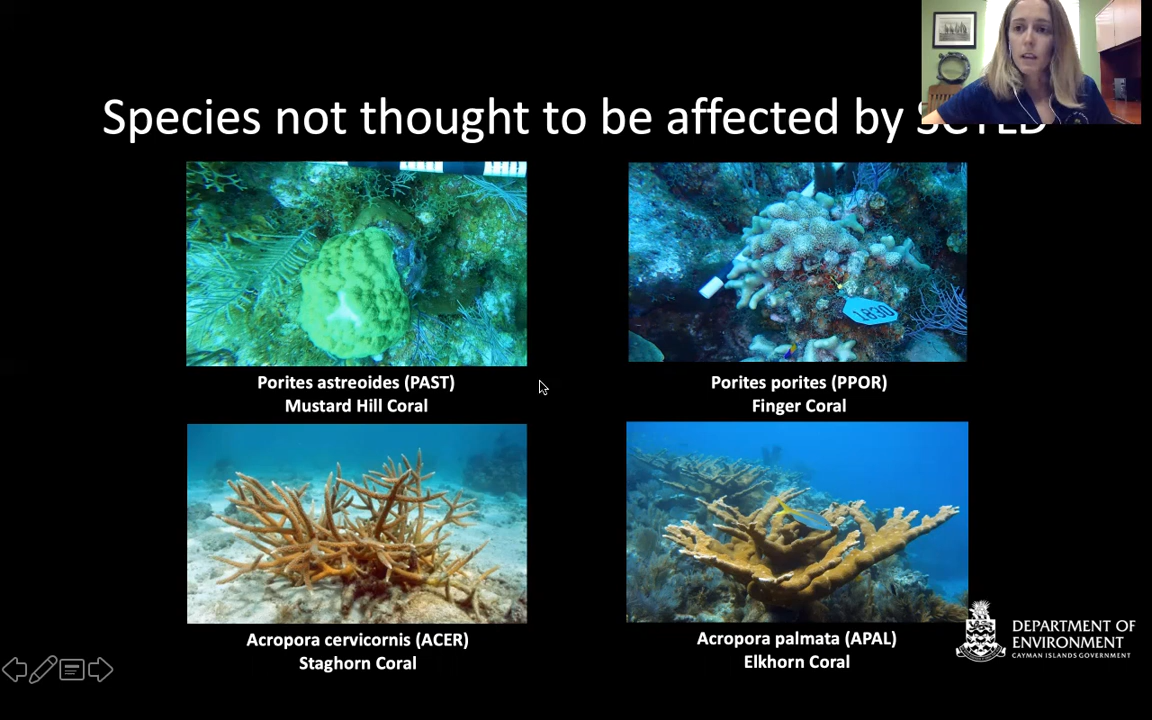 Species not thought to be affected by SCTLD
1830
Porites astreoides (PAST)
Mustard Hill Coral
Porites porites (PPOR)
Finger Coral
Acropora cervicornis (ACER)
Staghorn Coral
Acropora palmata (APAL)
Elkhorn Coral
DEPARTMENT OF
ENVIRONMENT
CAYMAN ISLANDS GOVERNMENT